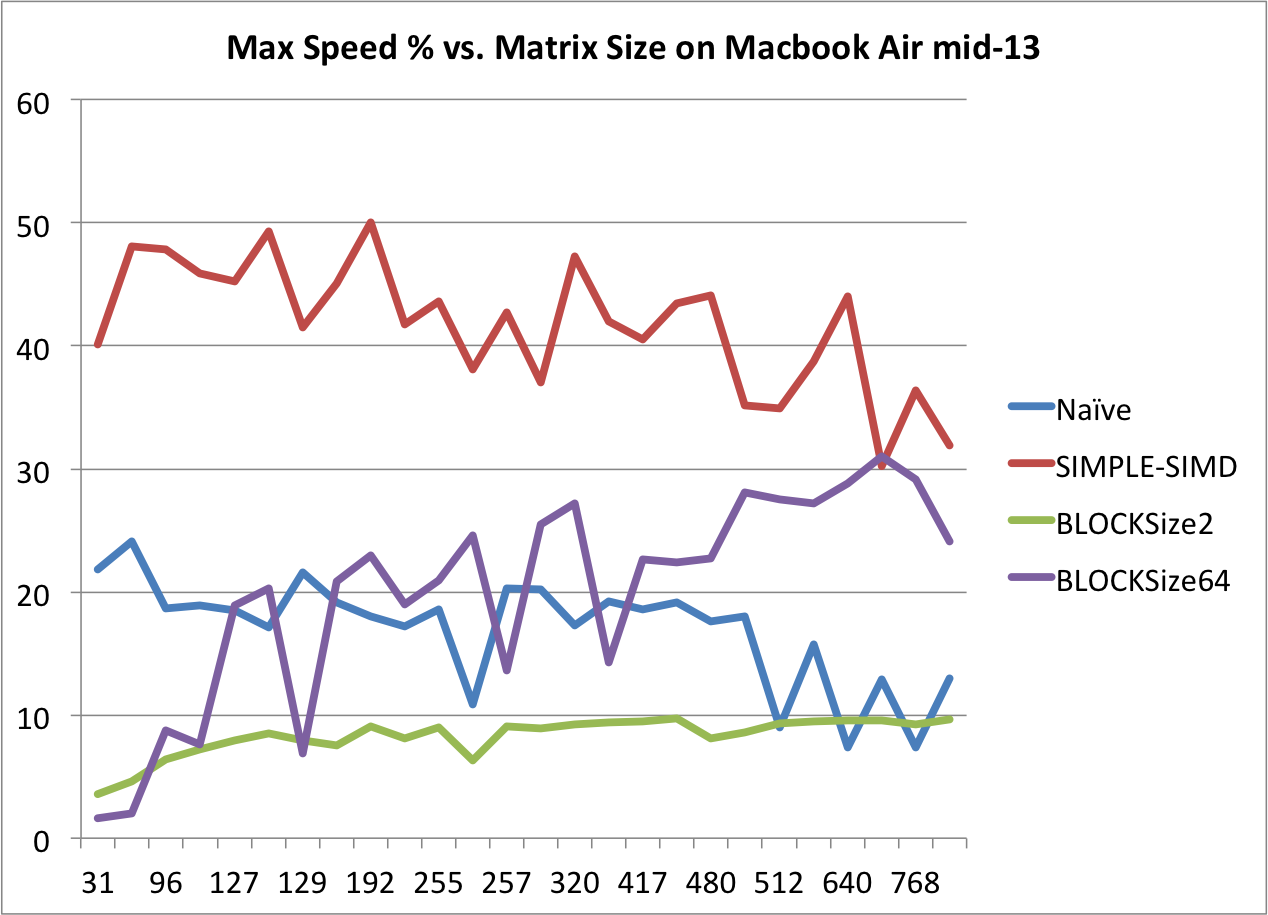 Max Speed % vs. Matrix Size on Macbook Air mid-13
60
50
40
30
20
10
0
31 96 127 129 192 255 257 320 417 480 512 640 768
Naïve
SIMPLE-SIMD
BLOCKSize2
BLOCKSize64